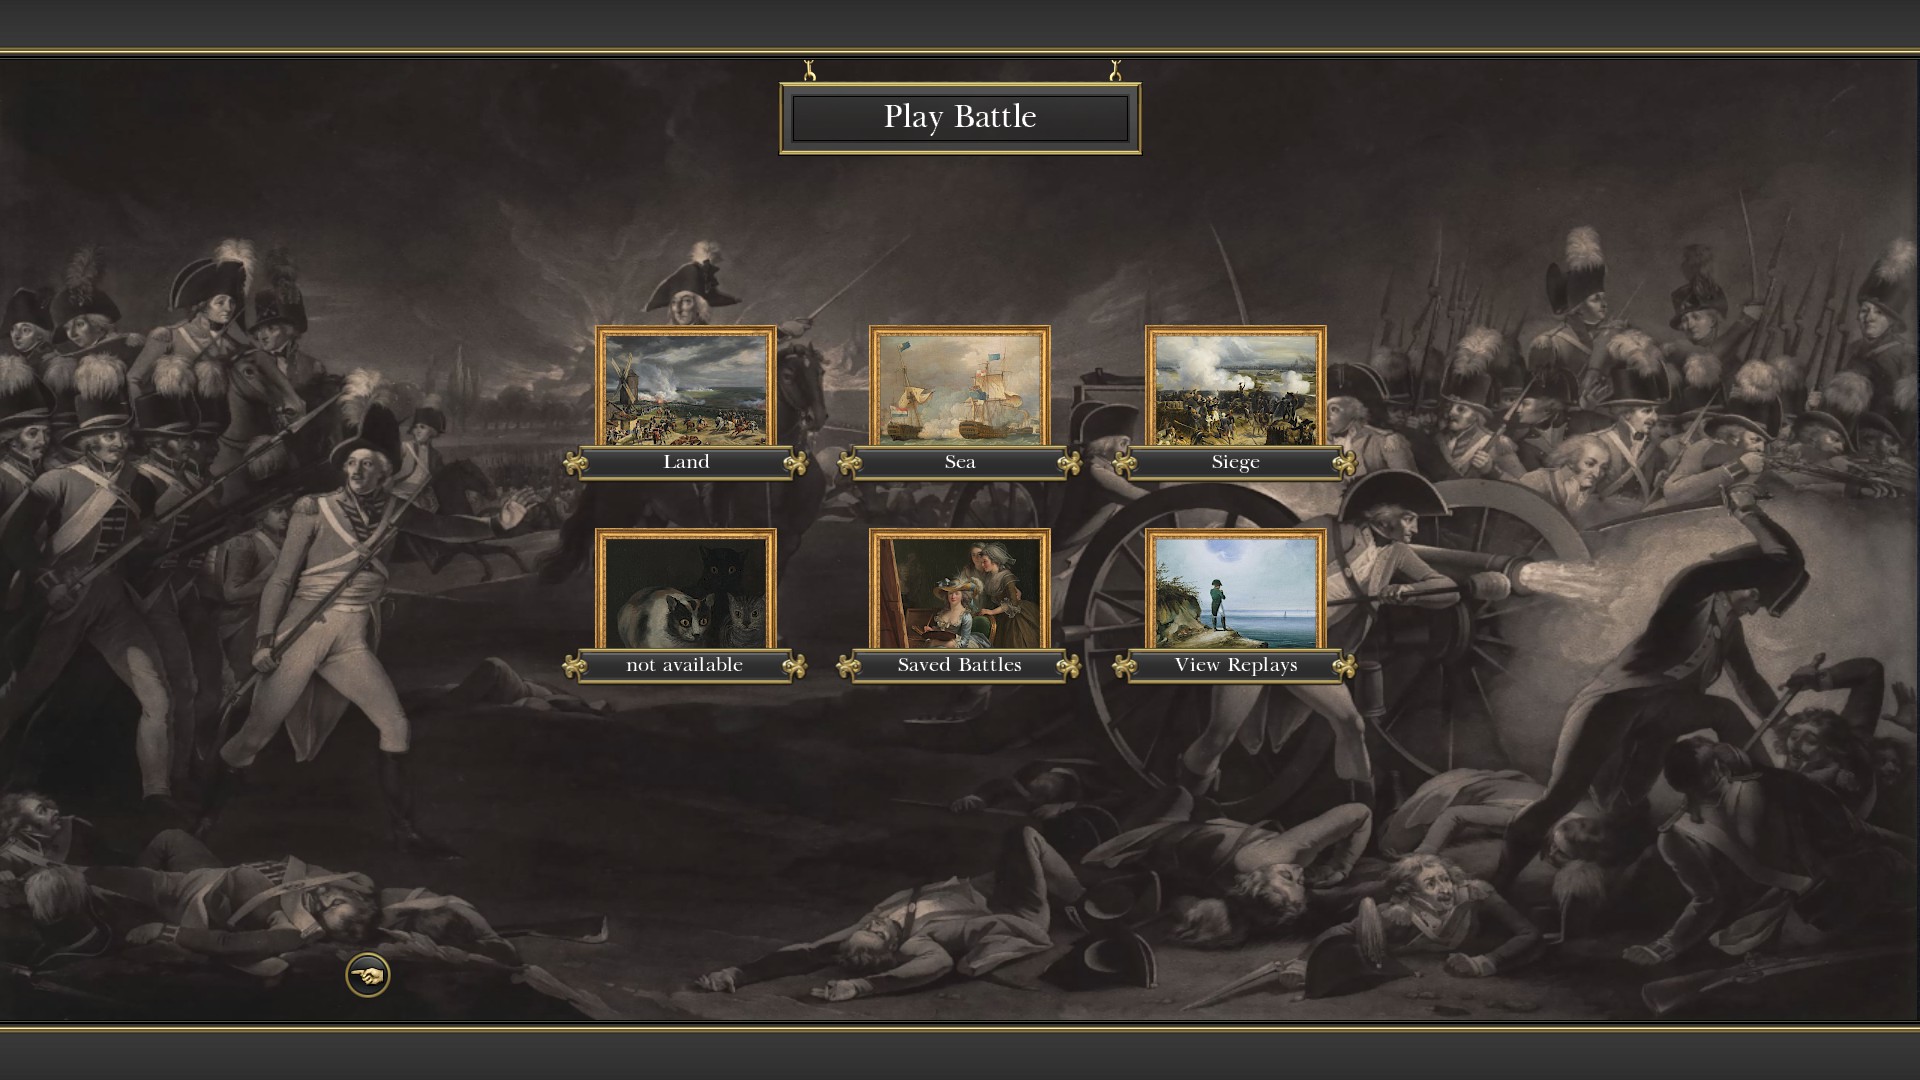 Play Battle
Land
Sea
Siege
not available
Saved Battles
View Replays